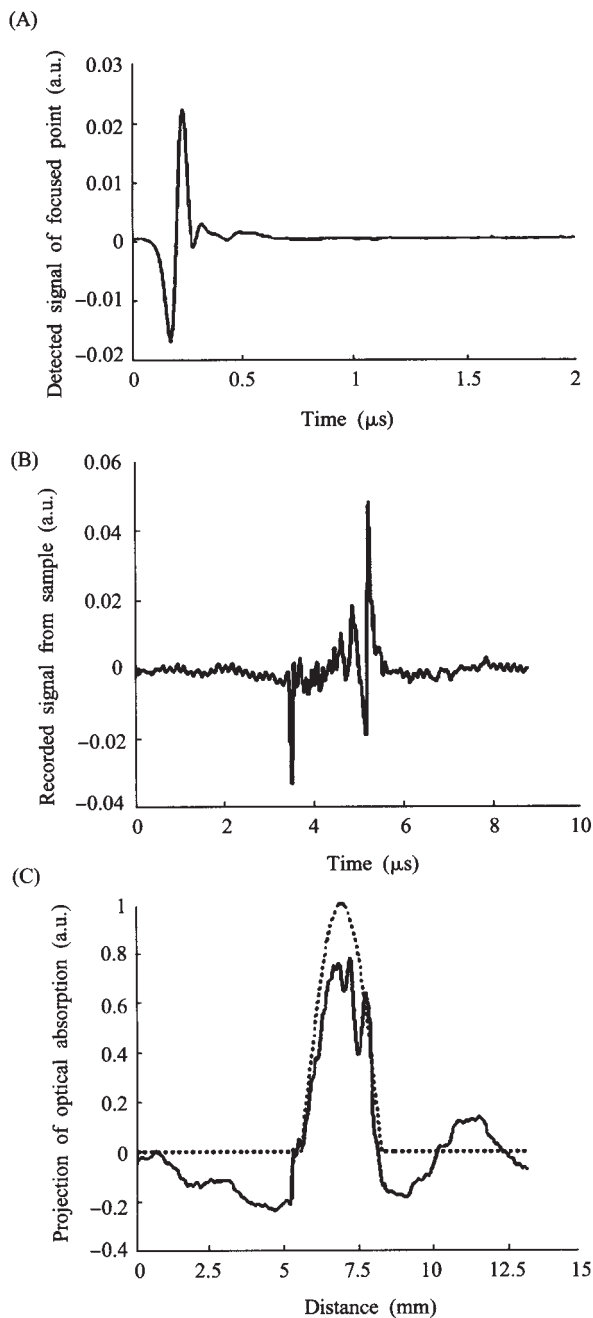 (A)
Detected signal of focused point (a.u.)
0.03
0.02
0.01
0
−0.01
−0.02
0 0.5 1 1.5 2
Time (μs)
(B)
Recorded signal from sample (a.u.)
0.06
0.04
0.02
0
−0.02
−0.04
0 2 4 6 8 10
Time (μs)
(C)
Projection of optical absorption (a.u.)
1
0.8
0.6
0.4
0.2
0
−0.2
−0.4
0 2.5 5 7.5 10 12.5 15
Distance (mm)